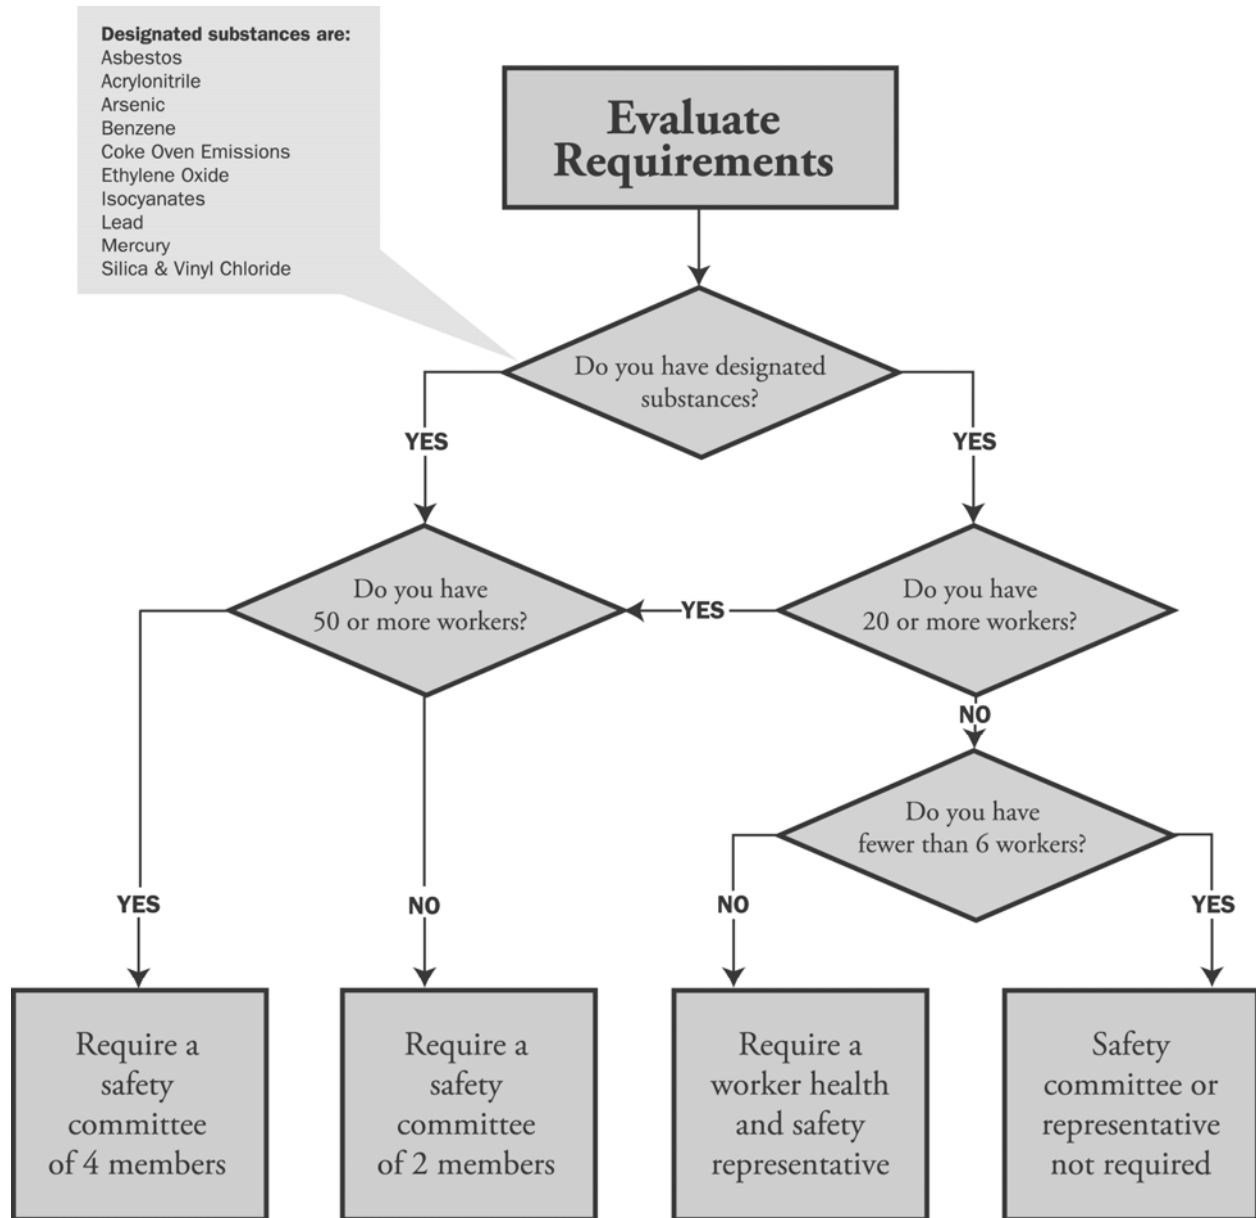 Designated substances are:
Asbestos
Acrylonitrile
Arsenic
Benzene
Coke Oven Emissions
Ethylene Oxide
Isocyanates
Lead
Mercury
Silica & Vinyl Chloride
Evaluate
Requirements
Do you have designated
substances?
YES
YES
Do you have
50 or more workers?
YES
Do you have
20 or more workers?
NO
Do you have
fewer than 6 workers?
YES
NO
NO
YES
Require a
safety
committee
of 4 members
Require a
safety
committee
of 2 members
Require a
worker health
and safety
representative
Safety
committee or
representative
not required